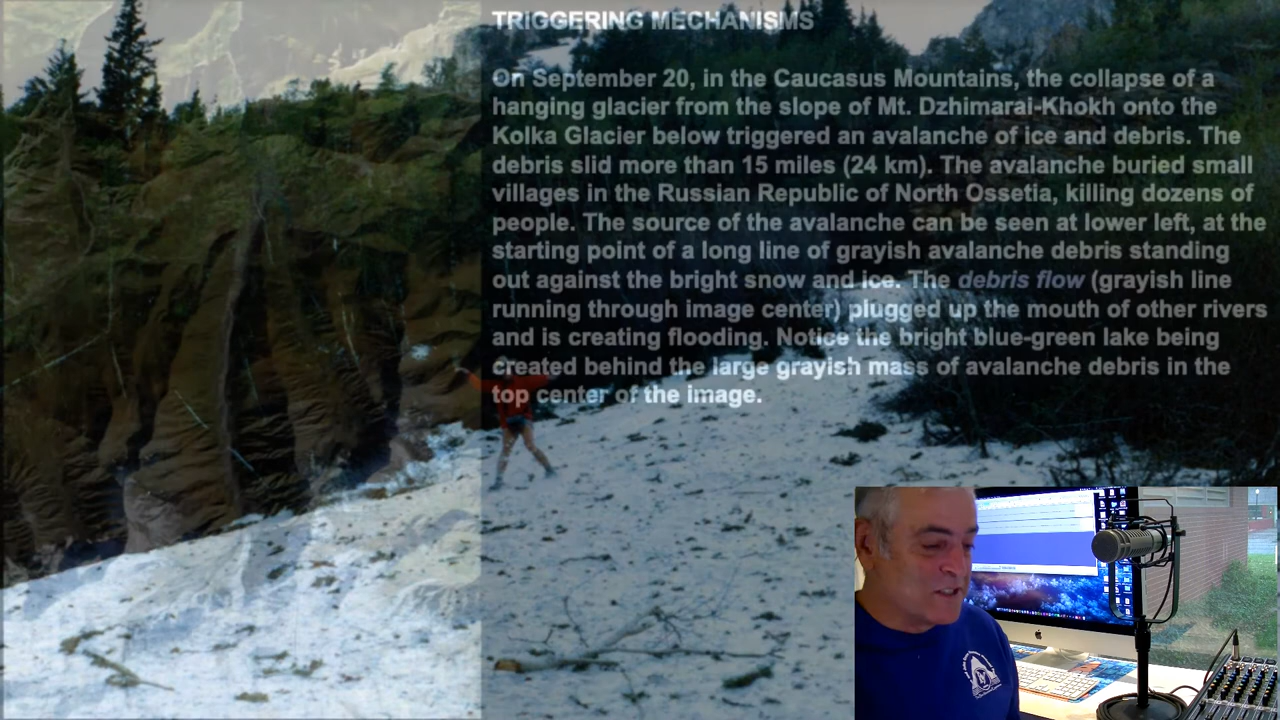 TRIGGERING MECHANISMS
On September 20, in the Caucasus Mountains, the collapse of a
hanging glacier from the slope of Mt. Dzhimarai-Khokh onto the
Kolka Glacier below triggered an avalanche of ice and debris. The
debris slid more than 15 miles (24 km). The avalanche buried small
villages in the Russian Republic of North Ossetia, killing dozens of
people. The source of the avalanche can be seen at lower left, at the
starting point of a long line of grayish avalanche debris standing
out against the bright snow and ice. The debris flow (grayish line
running through image center) plugged up the mouth of other rivers
and is creating flooding. Notice the bright blue-green lake being
created behind the large grayish mass of avalanche debris in the
top center of the image.